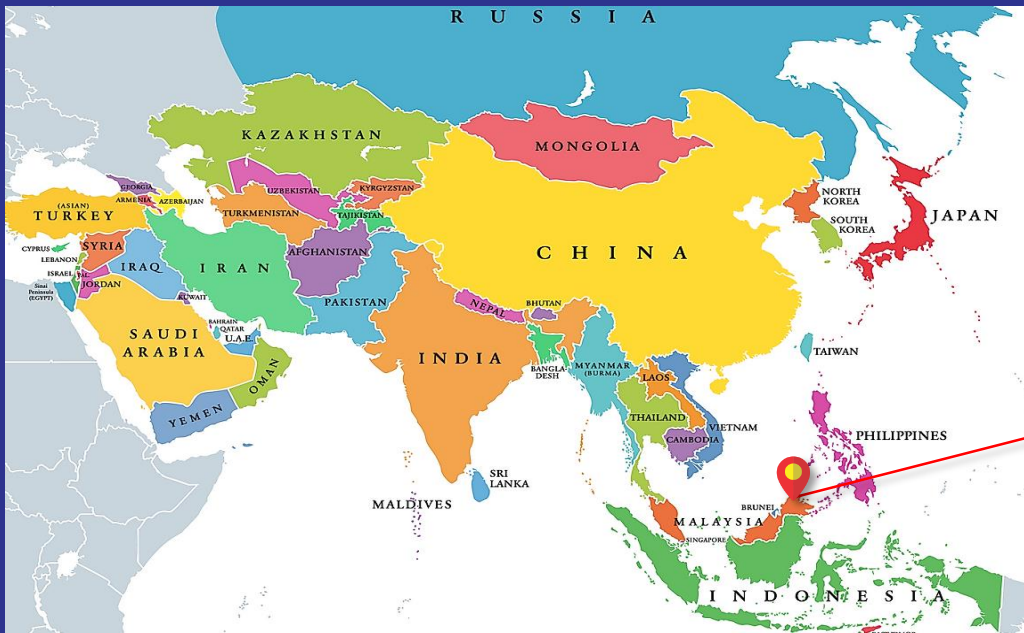 RUSSIA
KAZAKHSTAN
MONGOLIA
GEORGIA
ARMENIA
AZERBAIJAN
UZBEKISTAN
KYRGYZSTAN
TURKMENISTAN
TAJIKISTAN
(ASIAN)
TURKEY
NORTH
KOREA
SOUTH
KOREA
JAPAN
CYPRUS
LEBANON
SYRIA
ISRAEL
PAL.
JORDAN
IRAQ
IRAN
AFGHANISTAN
CHINA
Sinai
Peninsula
(EGYPT)
KUWAIT
PAKISTAN
NEPAL
BHUTAN
BAHRAIN
QATAR
U.A.E.
SAUDI
ARABIA
OMAN
YEMEN
INDIA
BANGLA
DESH
MYANMAR
(BURMA)
LAOS
TAIWAN
THAILAND
VIETNAM
CAMBODIA
PHILIPPINES
SRI
LANKA
MALDIVES
BRUNEI
MALAYSIA
SINGAPORE
INDONESIA